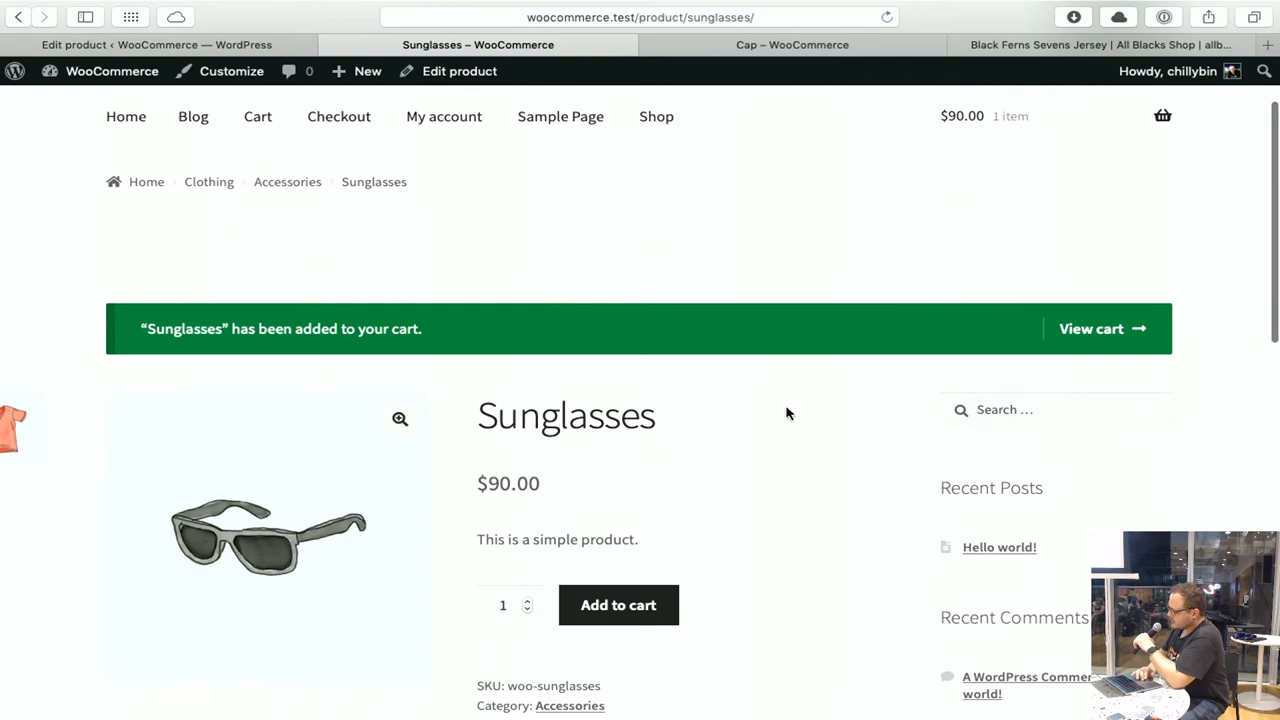 woocommerce.test/product/sunglasses/
Edit product ‹ WooCommerce — WordPress
Sunglasses – WooCommerce
Cap – WooCommerce
Black Ferns Sevens Jersey | All Blacks Shop | allb...
WooCommerce
Customize
0
New
Edit product
Howdy, chillybin
Home
Blog
Cart
Checkout
My account
Sample Page
Shop
$90.00 1 item
Home
Clothing
Accessories
Sunglasses
“Sunglasses” has been added to your cart.
View cart
Sunglasses
Search …
$90.00
Recent Posts
This is a simple product.
Hello world!
1
Add to cart
Recent Comments
SKU: woo-sunglasses
A WordPress Commen
world!
Category: Accessories